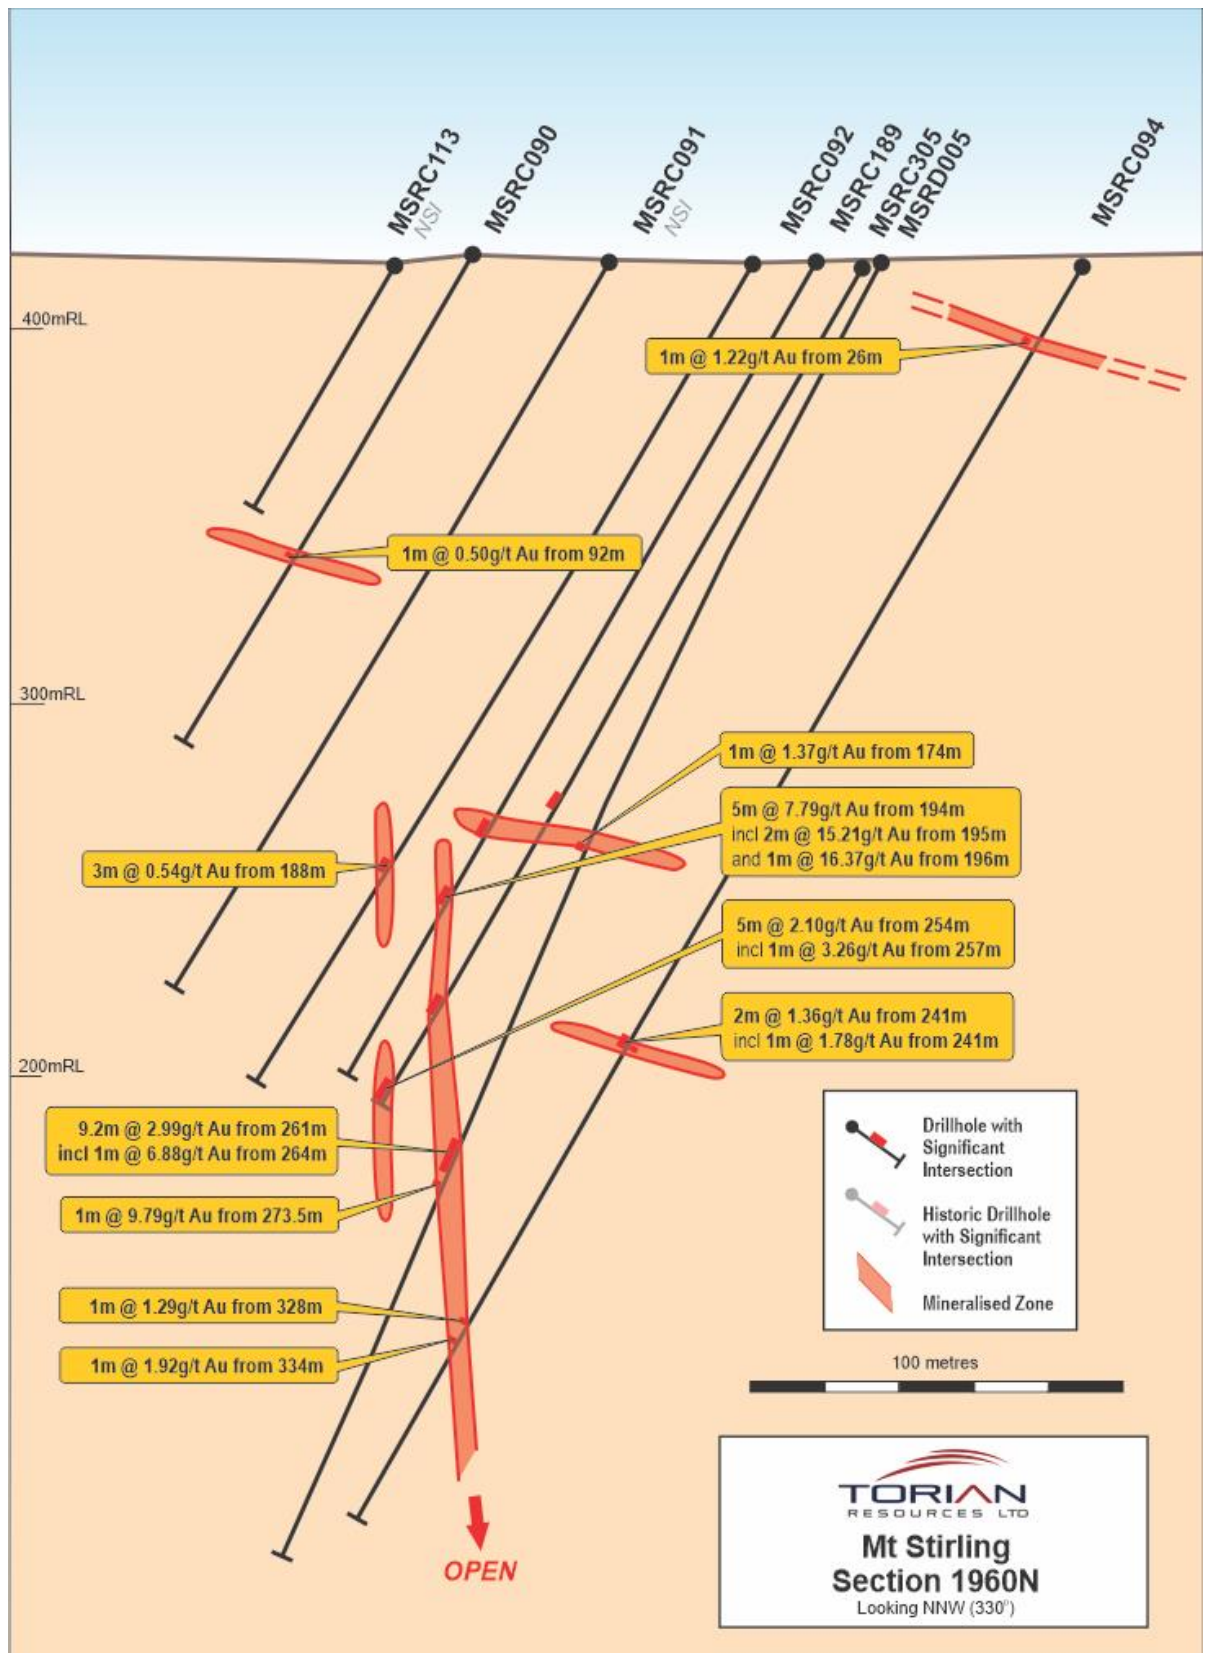 MSRC113
NSI
MSRC090
MSRC091
NSI
MSRC092
MSRC189
MSRC305
MSRD005
MSRC094
400mRL
1m @ 1.22g/t Au from 26m
1m @ 0.50g/t Au from 92m
300mRL
1m @ 1.37g/t Au from 174m
5m @ 7.79g/t Au from 194m
incl 2m @ 15.21g/t Au from 195m
and 1m @ 16.37g/t Au from 196m
3m @ 0.54g/t Au from 188m
5m @ 2.10g/t Au from 254m
incl 1m @ 3.26g/t Au from 257m
2m @ 1.36g/t Au from 241m
incl 1m @ 1.78g/t Au from 241m
200mRL
9.2m @ 2.99g/t Au from 261m
incl 1m @ 6.88g/t Au from 264m
1m @ 9.79g/t Au from 273.5m
1m @ 1.29g/t Au from 328m
1m @ 1.92g/t Au from 334m
Drillhole with
Significant
Intersection
Historic Drillhole
with Significant
Intersection
Mineralised Zone
100 metres
OPEN
TORIAN
RESOURCES LTD
Mt Stirling
Section 1960N
Looking NNW (330°)